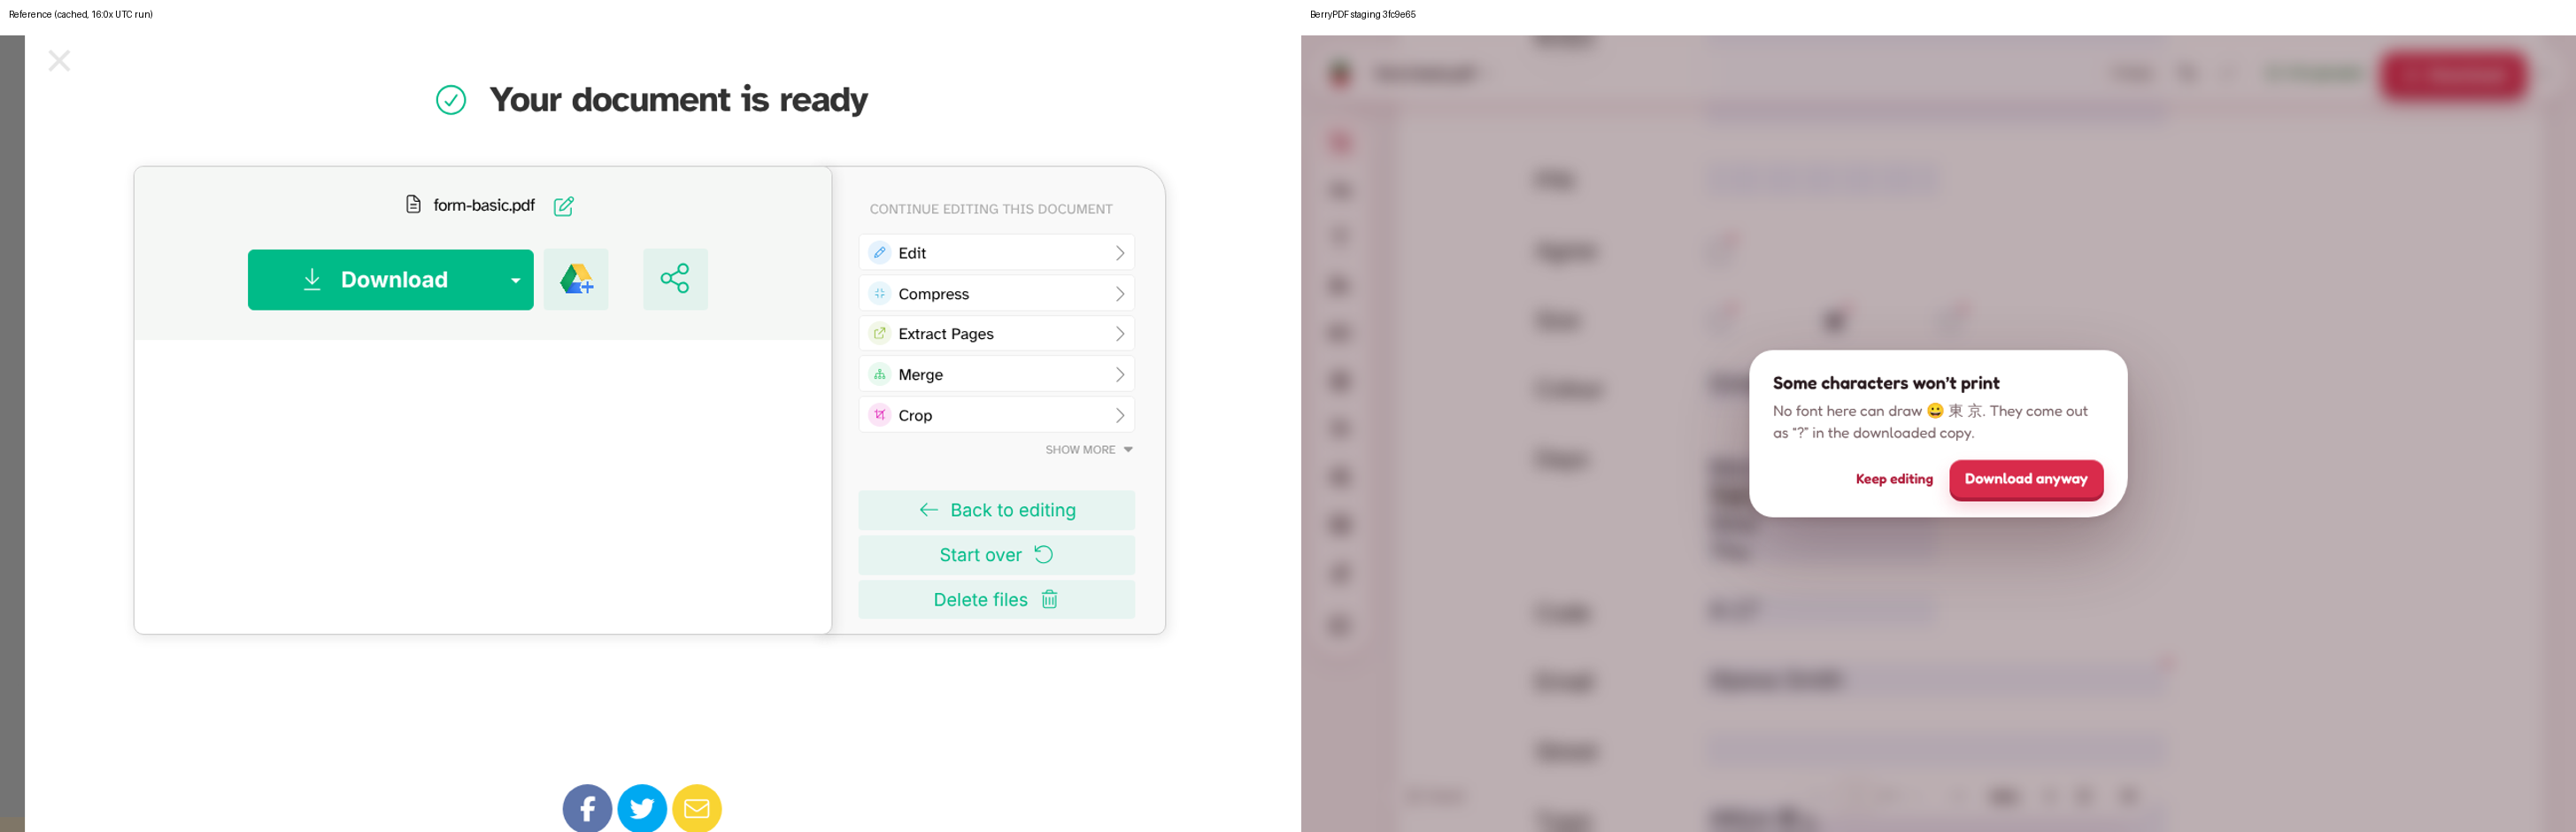 Reference (cached, 16:0x UTC run)
Your document is ready
form-basic.pdf
Download
CONTINUE EDITING THIS DOCUMENT
Edit
Compress
Extract Pages
Merge
Crop
SHOW MORE
Back to editing
Start over
Delete files
BerryPDF staging 3fc9e65
Some characters won't print
No font here can draw 😀 東 京. They come out
as "?" in the downloaded copy.
Keep editing
Download anyway